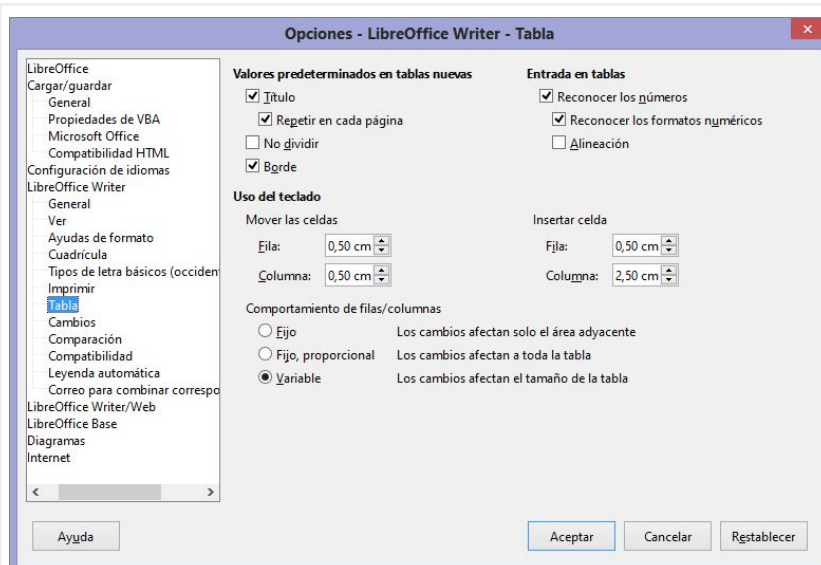 Opciones - LibreOffice Writer - Tabla
LibreOffice
Cargar/guardar
General
Propiedades de VBA
Microsoft Office
Compatibilidad HTML
Configuración de idiomas
LibreOffice Writer
General
Ver
Ayudas de formato
Cuadrícula
Tipos de letra básicos (occiden
Imprimir
Tabla
Cambios
Comparación
Compatibilidad
Leyenda automática
Correo para combinar correspo
LibreOffice Writer/Web
LibreOffice Base
Diagramas
Internet
Valores predeterminados en tablas nuevas
Título
Repetir en cada página
No dividir
Borde
Entrada en tablas
Reconocer los números
Reconocer los formatos numéricos
Alineación
Uso del teclado
Mover las celdas
Fila: 0,50 cm
Columna: 0,50 cm
Insertar celda
Fila: 0,50 cm
Columna: 2,50 cm
Comportamiento de filas/columnas
Fijo Los cambios afectan solo el área adyacente
Fijo, proporcional Los cambios afectan a toda la tabla
Variable Los cambios afectan el tamaño de la tabla
Ayuda Aceptar Cancelar Restablecer